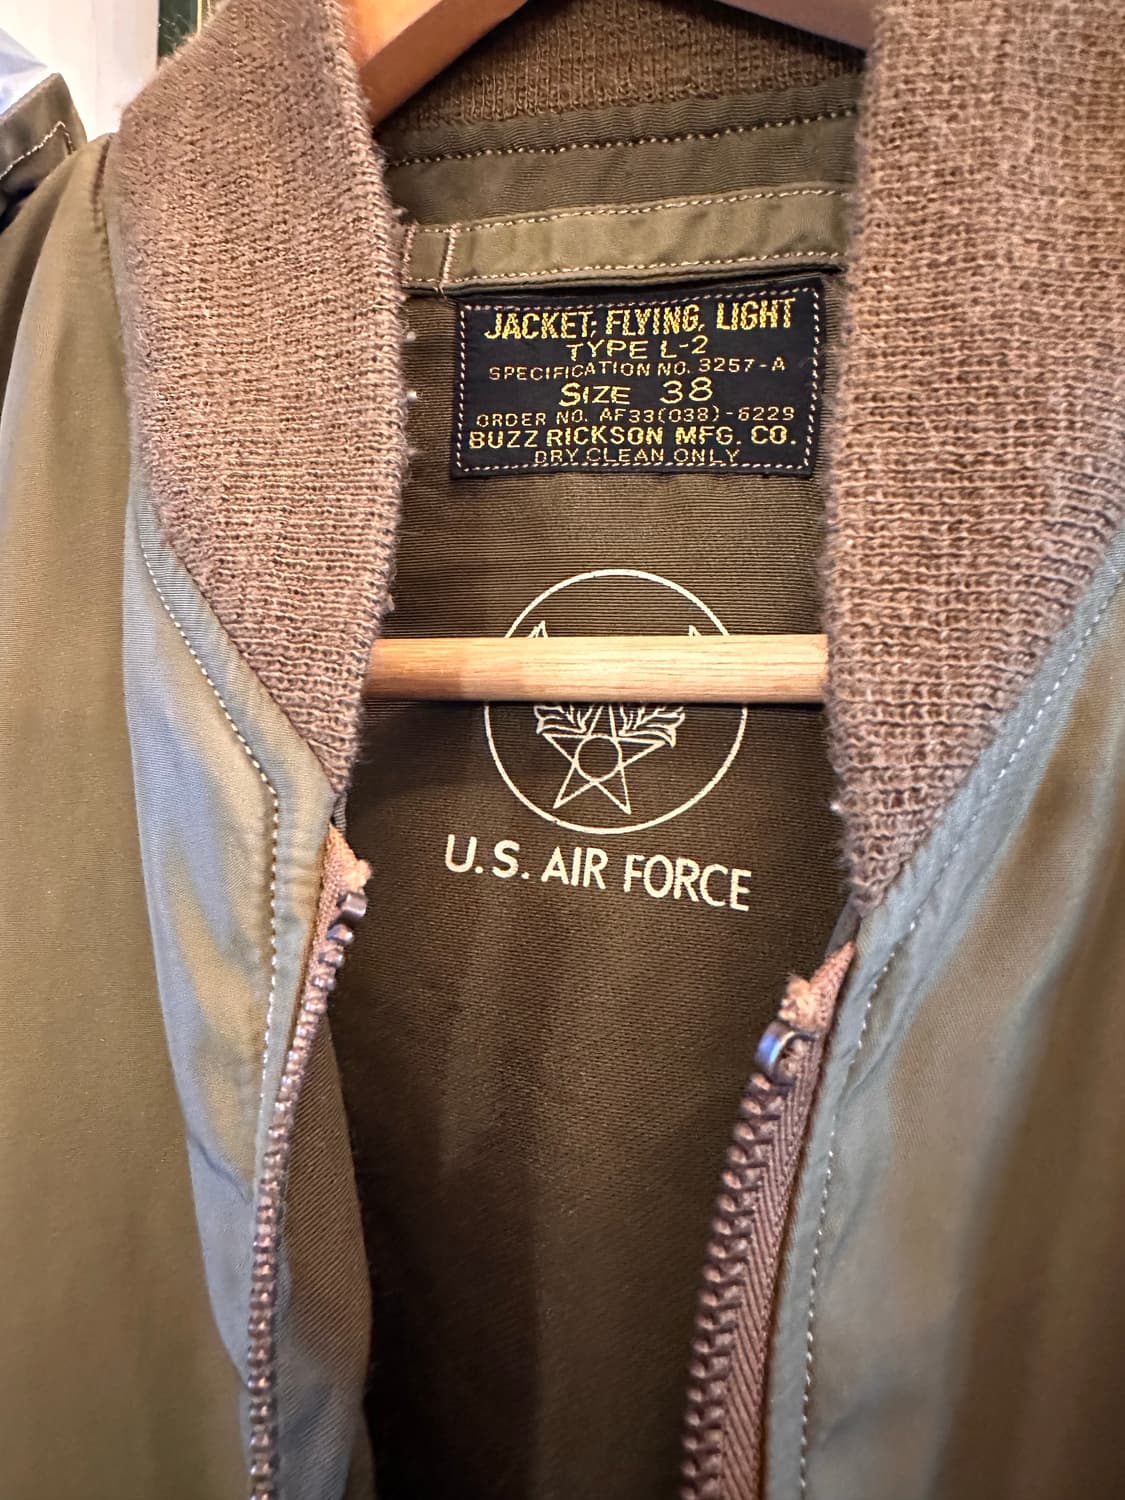 JACKET, FLYING, LIGHT
TYPE L-2
SPECIFICATION NO. 3257-A
SIZE 38
ORDER NO. AF33(038)-6229
BUZZ RICKSON MFG. CO.
DRY CLEAN ONLY
U.S. AIR FORCE